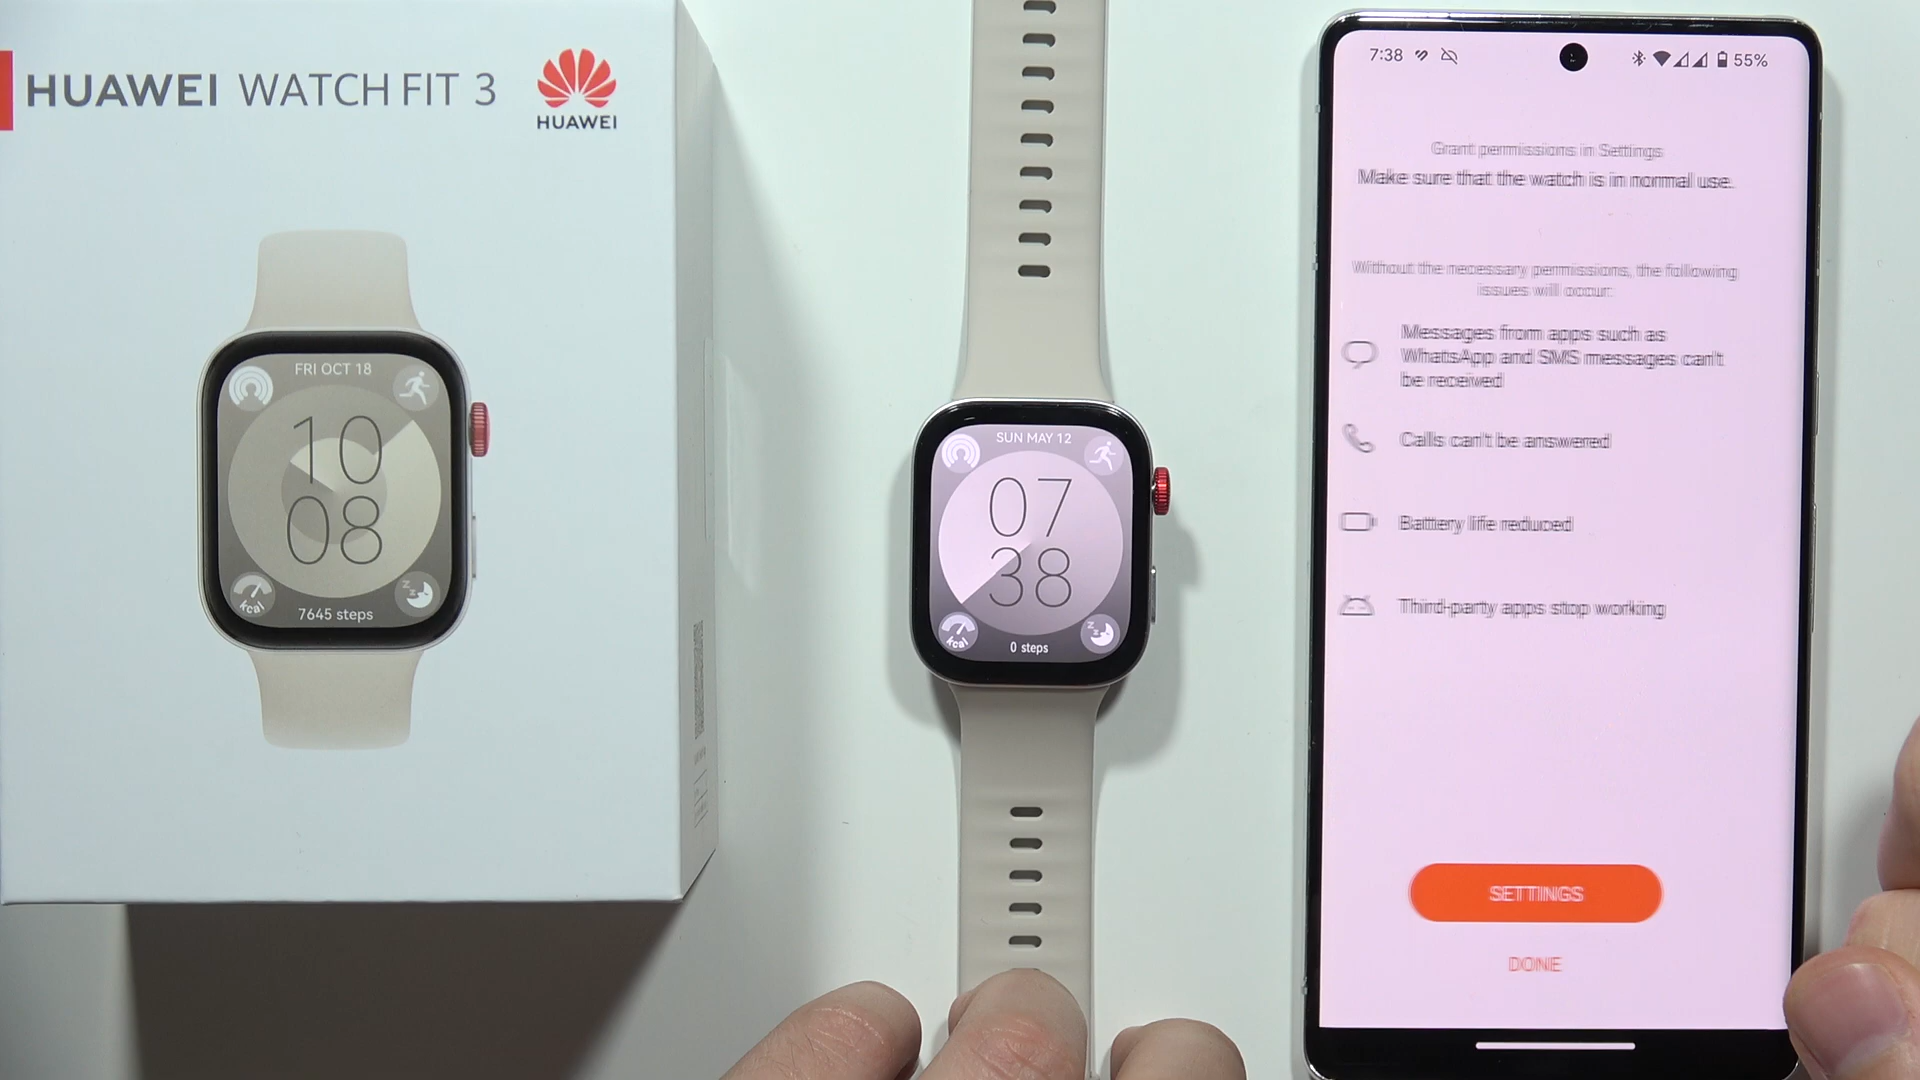 HUAWEI WATCH FIT 3
HUAWEI
FRI OCT 18
10
08
kcal
7645 steps
SUN MAY 12
07
38
kcal
0 steps
7:38
55%
Grant permissions in Settings
Make sure that the watch is in normal use.
Without the necessary permissions, the following
issues will occur:
Messages from apps such as
WhatsApp and SMS messages can't
be received
Calls can't be answered
Battery life reduced
Third-party apps stop working
SETTINGS
DONE